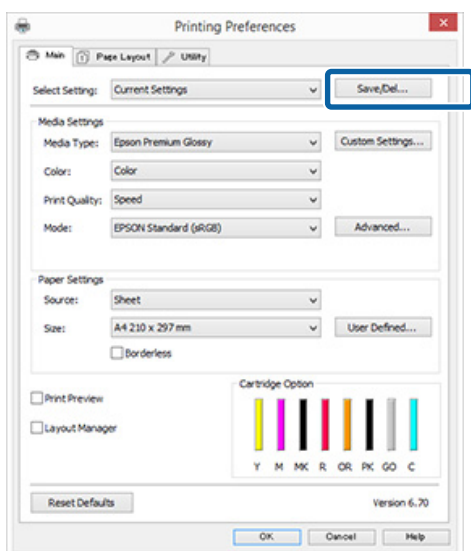 Printing Preferences
Main Page Layout Utility
Select Setting: Current Settings Save/Del...
Media Settings
Media Type: Epson Premium Glossy Custom Settings...
Color: Color
Print Quality: Speed
Mode: EPSON Standard (sRGB) Advanced...
Paper Settings
Source: Sheet
Size: A4 210 x 297 mm User Defined...
Borderless
Print Preview
Layout Manager
Cartridge Option
Y M MK R OR PK GO C
Reset Defaults Version 6.70
OK Cancel Help